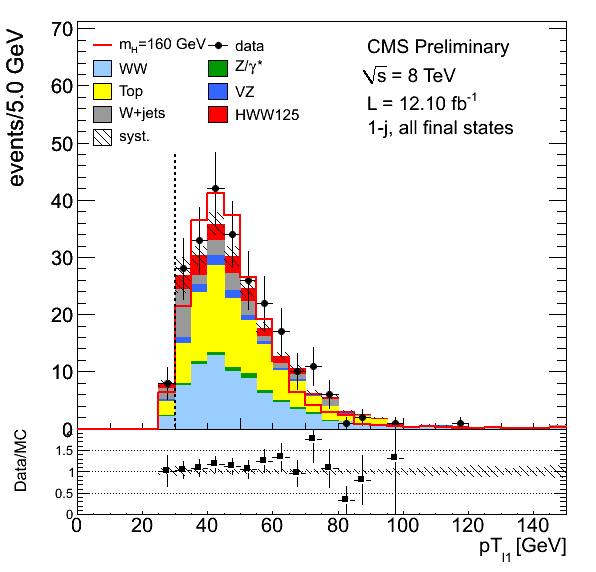 events/5.0 GeV
70
60
50
40
30
20
10
0
m_H=160 GeV
data
WW
Z/γ*
Top
VZ
W+jets
HWW125
syst.
CMS Preliminary
√s = 8 TeV
L = 12.10 fb⁻¹
1-j, all final states
Data/MC
1.5
1
0.5
0
0 20 40 60 80 100 120 140
pT_l1 [GeV]